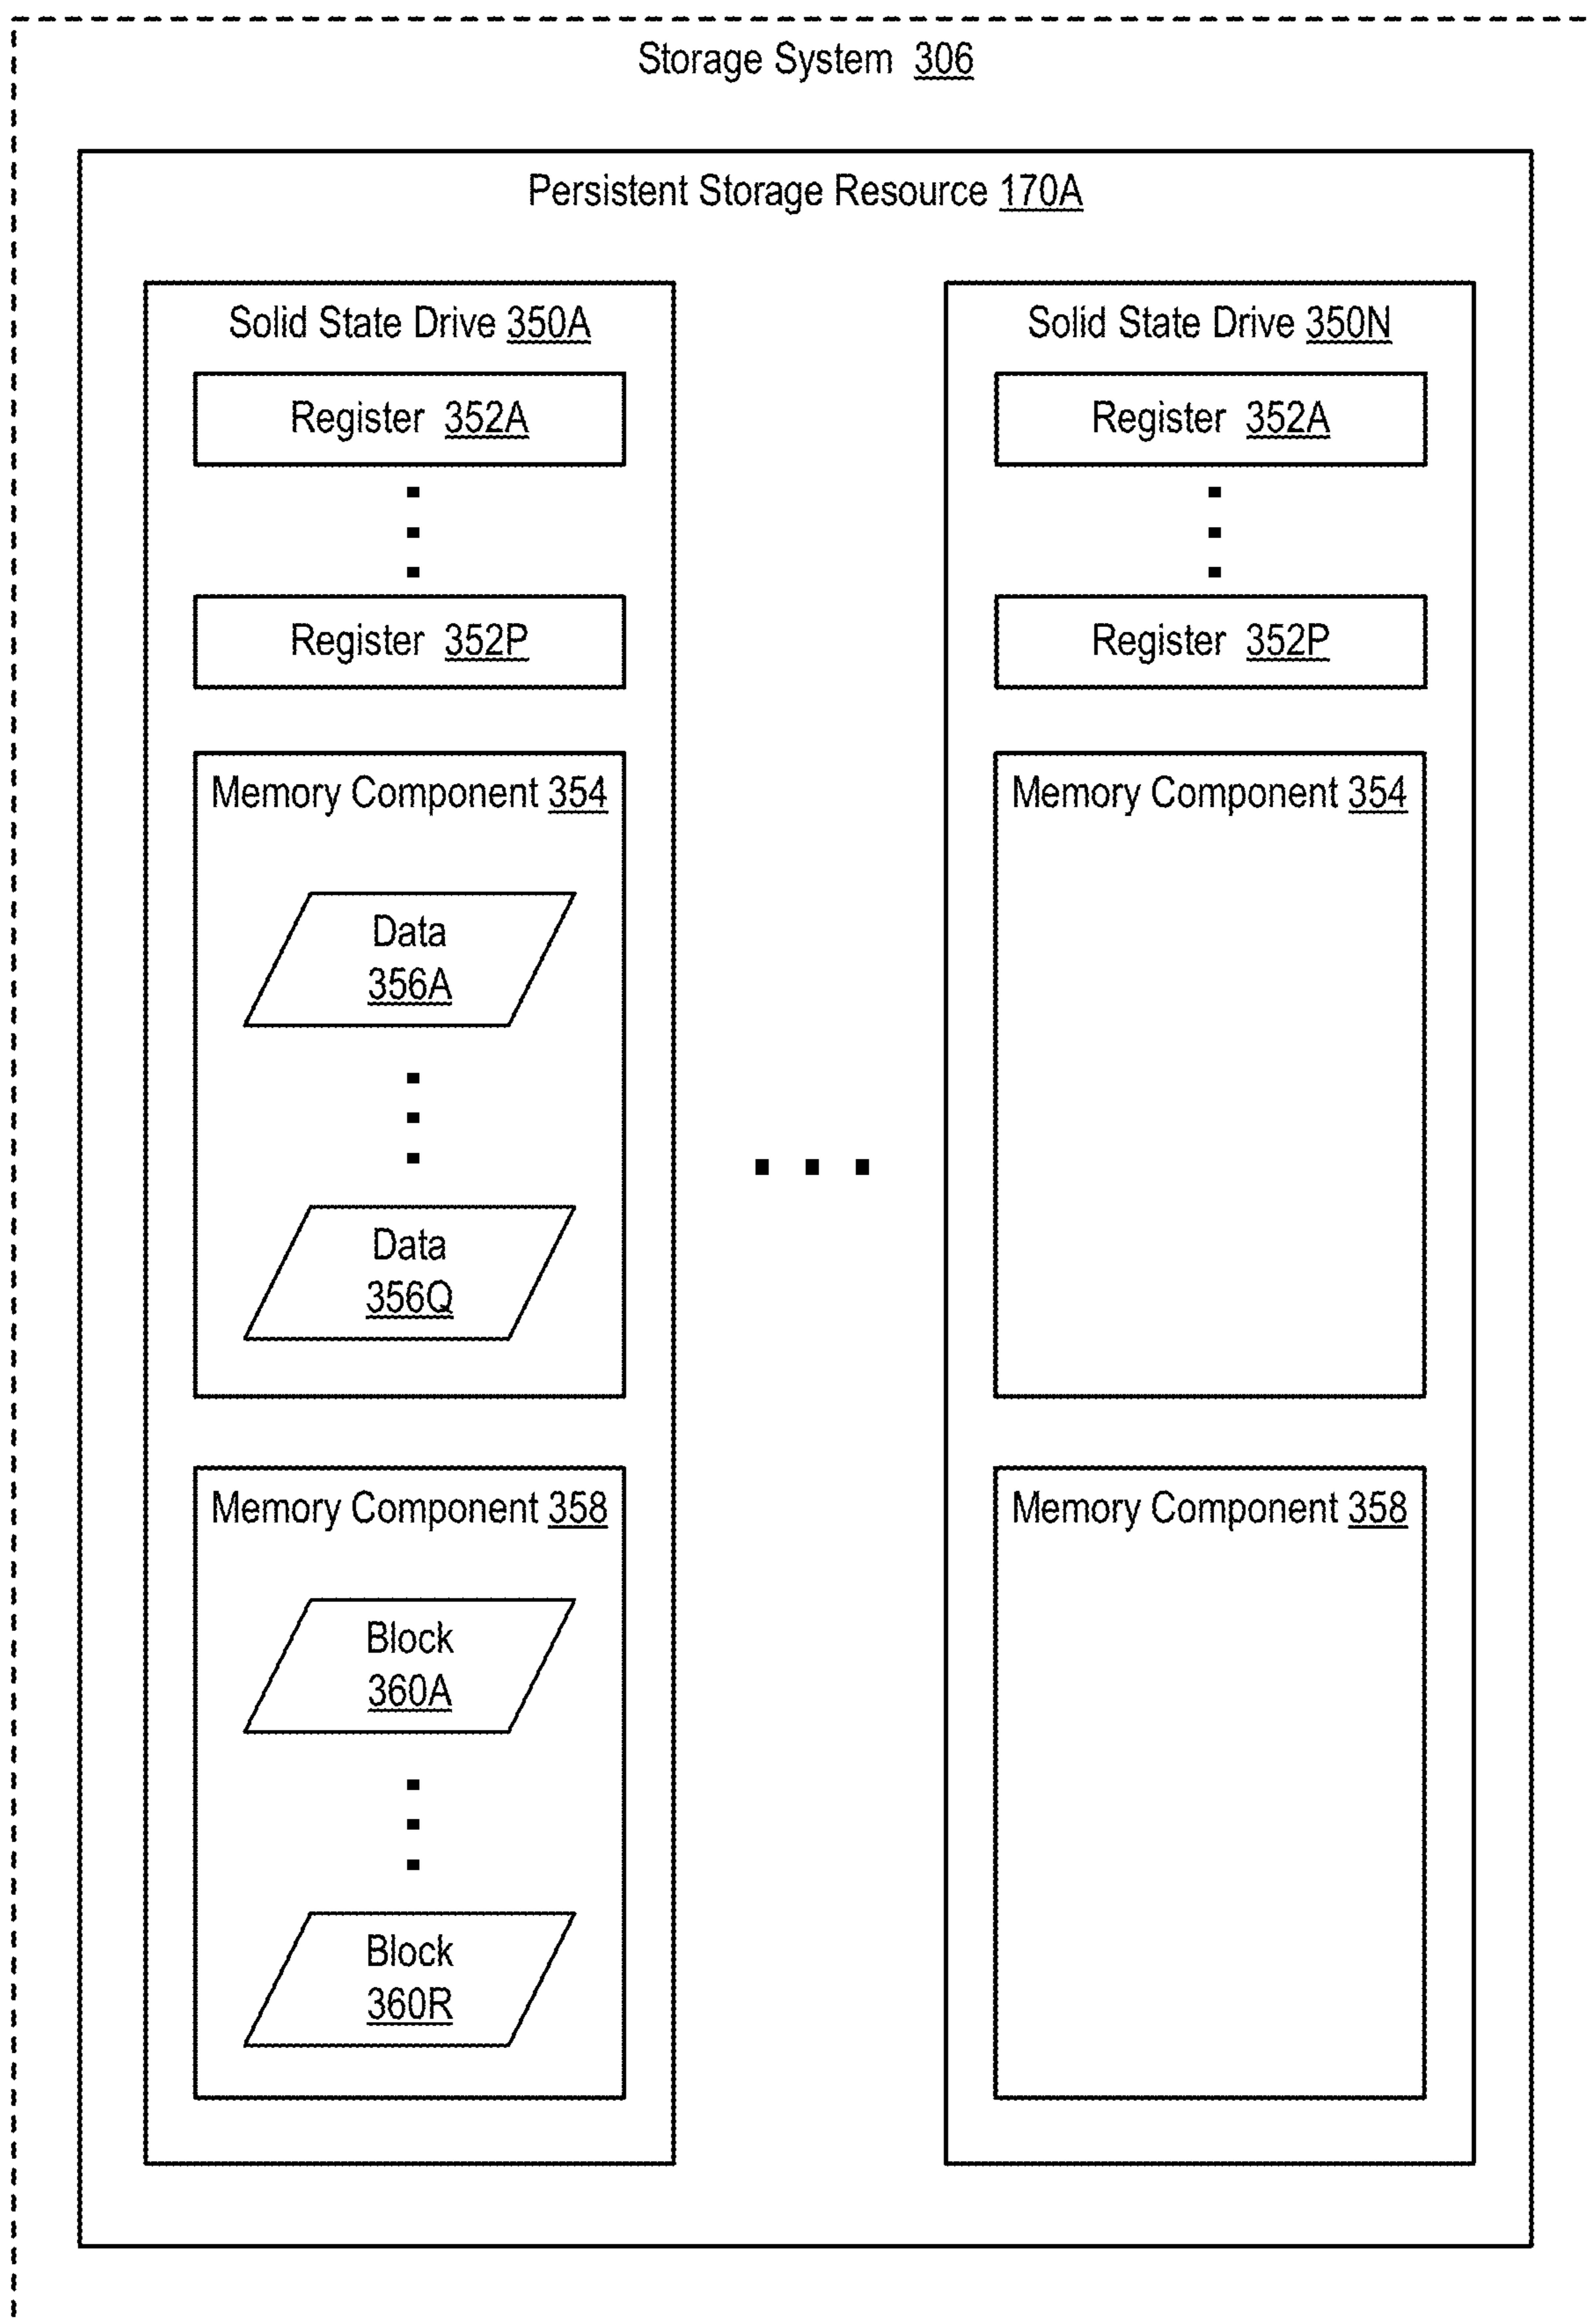 Storage System 306
Persistent Storage Resource 170A
Solid State Drive 350A
Register 352A
Register 352P
Memory Component 354
Data
356A
Data
356Q
Memory Component 358
Block
360A
Block
360R
Solid State Drive 350N
Register 352A
Register 352P
Memory Component 354
Memory Component 358